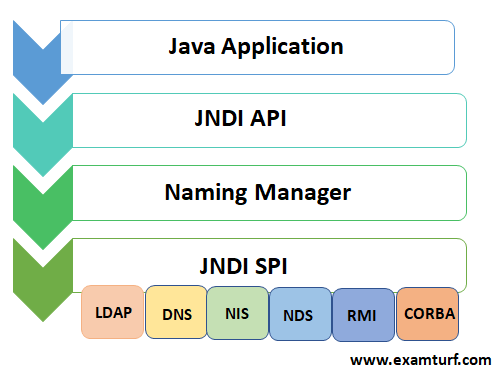 Java Application
JNDI API
Naming Manager
JNDI SPI
LDAP DNS NIS NDS RMI CORBA
www.examturf.com